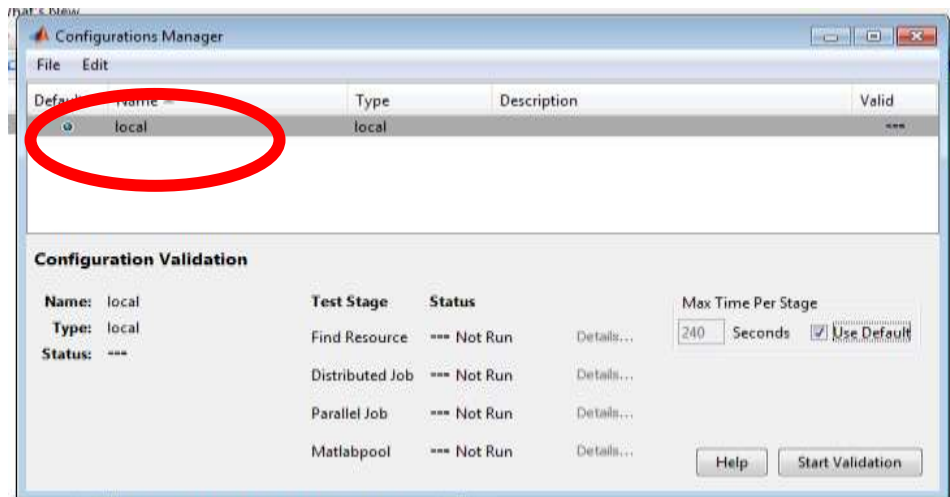 What's New
Configurations Manager
File Edit
Default Name Type Description Valid
local local ---
Configuration Validation
Name: local Test Stage Status Max Time Per Stage
Type: local Find Resource --- Not Run Details... 240 Seconds Use Default
Status: --- Distributed Job --- Not Run Details...
Parallel Job --- Not Run Details...
Matlabpool --- Not Run Details...
Help Start Validation